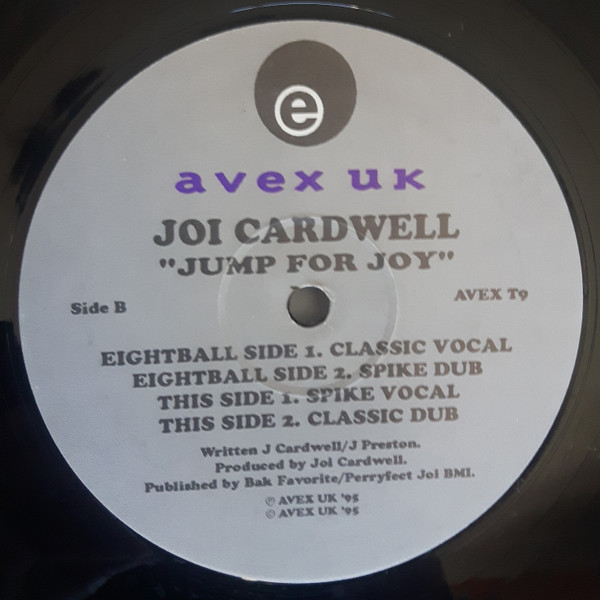 e
avex uk
JOI CARDWELL
"JUMP FOR JOY"
Side B
AVEX T9
EIGHTBALL SIDE 1. CLASSIC VOCAL
EIGHTBALL SIDE 2. SPIKE DUB
THIS SIDE 1. SPIKE VOCAL
THIS SIDE 2. CLASSIC DUB
Written J Cardwell/J Preston.
Produced by Joi Cardwell.
Published by Bak Favorite/Perryfect Joi BMI.
℗ AVEX UK '95
© AVEX UK '95